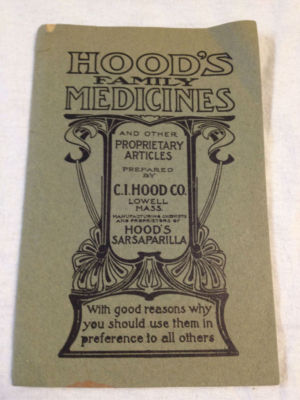 HOOD'S
FAMILY
MEDICINES
AND OTHER
PROPRIETARY
ARTICLES
PREPARED
BY
C.I. HOOD CO.
LOWELL
MASS.
MANUFACTURING CHEMISTS
AND PROPRIETORS OF
HOOD'S
SARSAPARILLA
With good reasons why
you should use them in
preference to all others